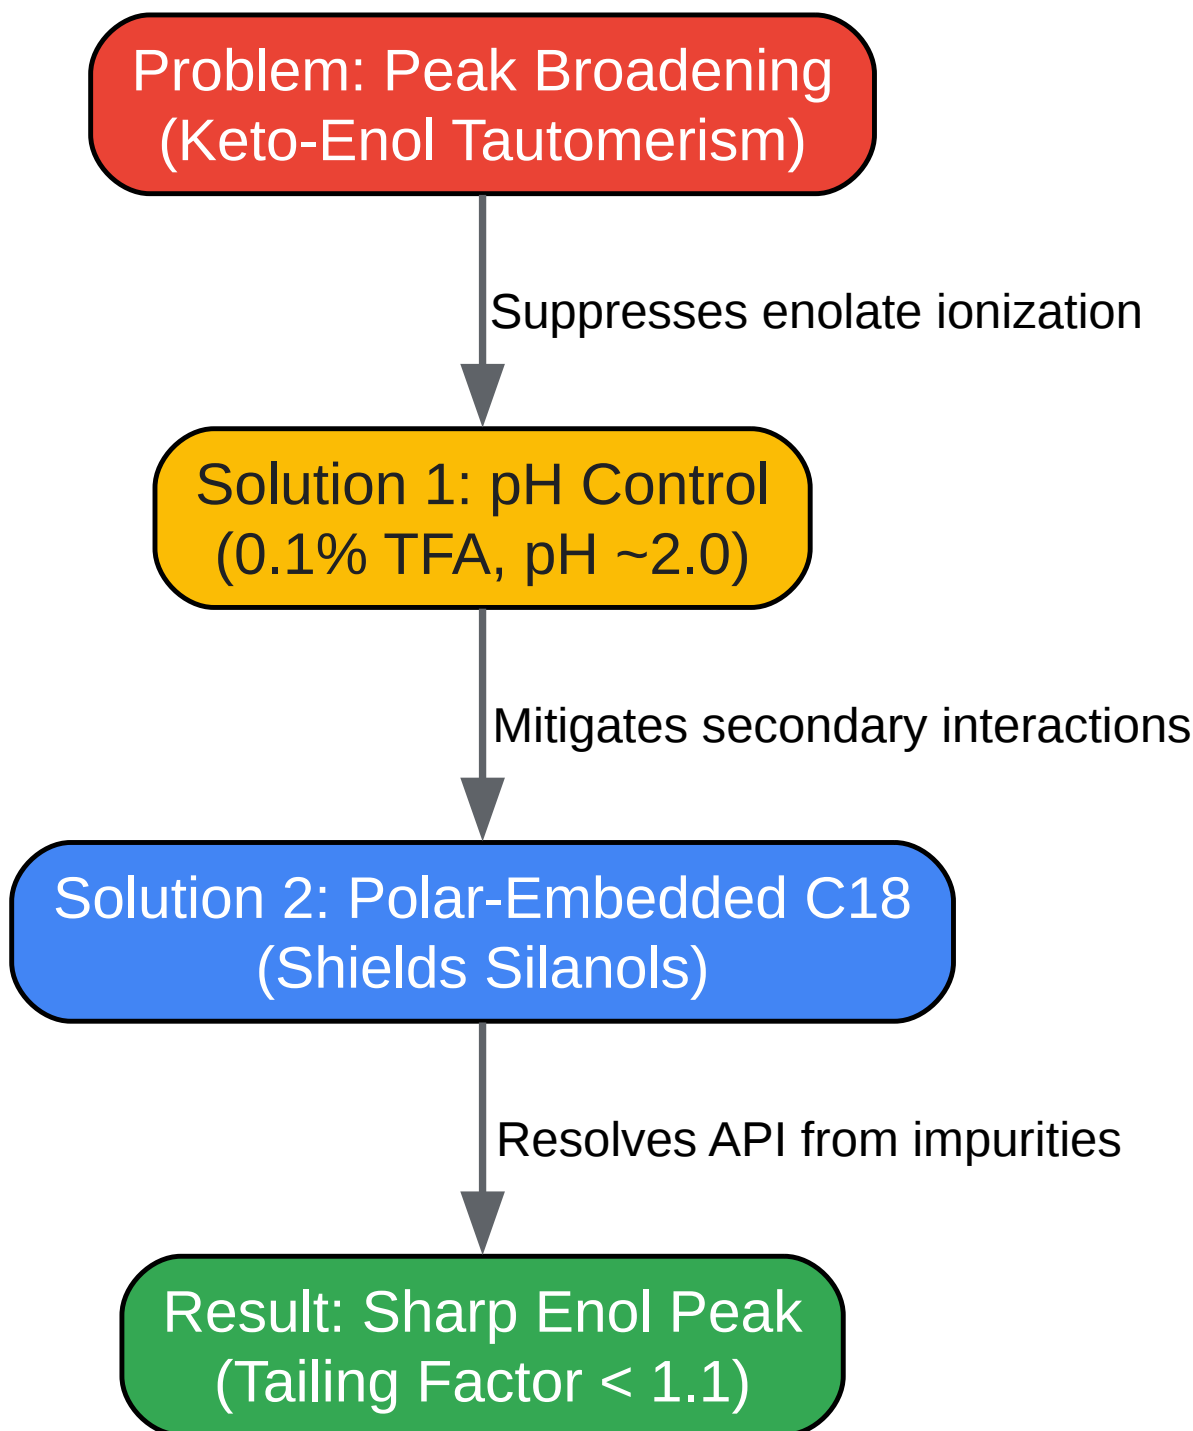 Problem: Peak Broadening
(Keto-Enol Tautomerism)
Suppresses enolate ionization
Solution 1: pH Control
(0.1% TFA, pH ~2.0)
Mitigates secondary interactions
Solution 2: Polar-Embedded C18
(Shields Silanols)
Resolves API from impurities
Result: Sharp Enol Peak
(Tailing Factor < 1.1)